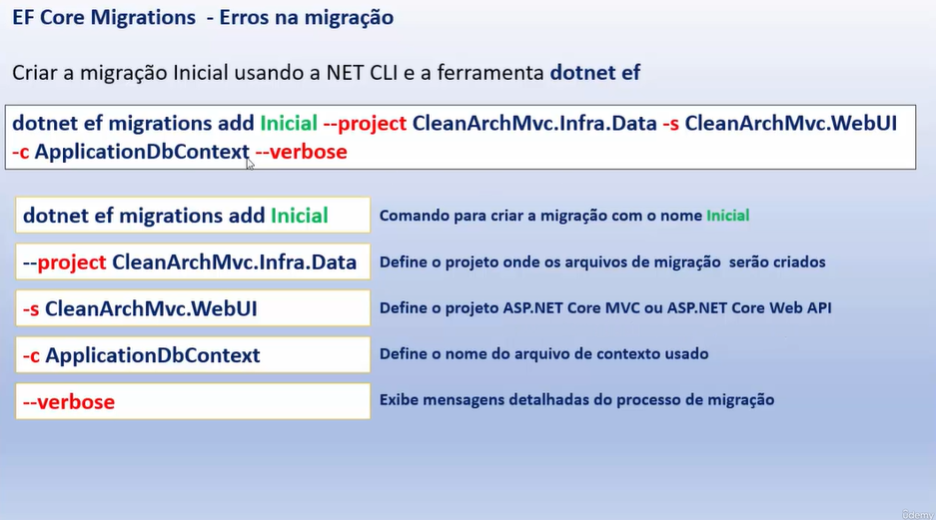 EF Core Migrations - Erros na migração
Criar a migração Inicial usando a NET CLI e a ferramenta dotnet ef
dotnet ef migrations add Inicial --project CleanArchMvc.Infra.Data -s CleanArchMvc.WebUI
-c ApplicationDbContext --verbose
dotnet ef migrations add Inicial
Comando para criar a migração com o nome Inicial
--project CleanArchMvc.Infra.Data
Define o projeto onde os arquivos de migração serão criados
-s CleanArchMvc.WebUI
Define o projeto ASP.NET Core MVC ou ASP.NET Core Web API
-c ApplicationDbContext
Define o nome do arquivo de contexto usado
--verbose
Exibe mensagens detalhadas do processo de migração
Udemy